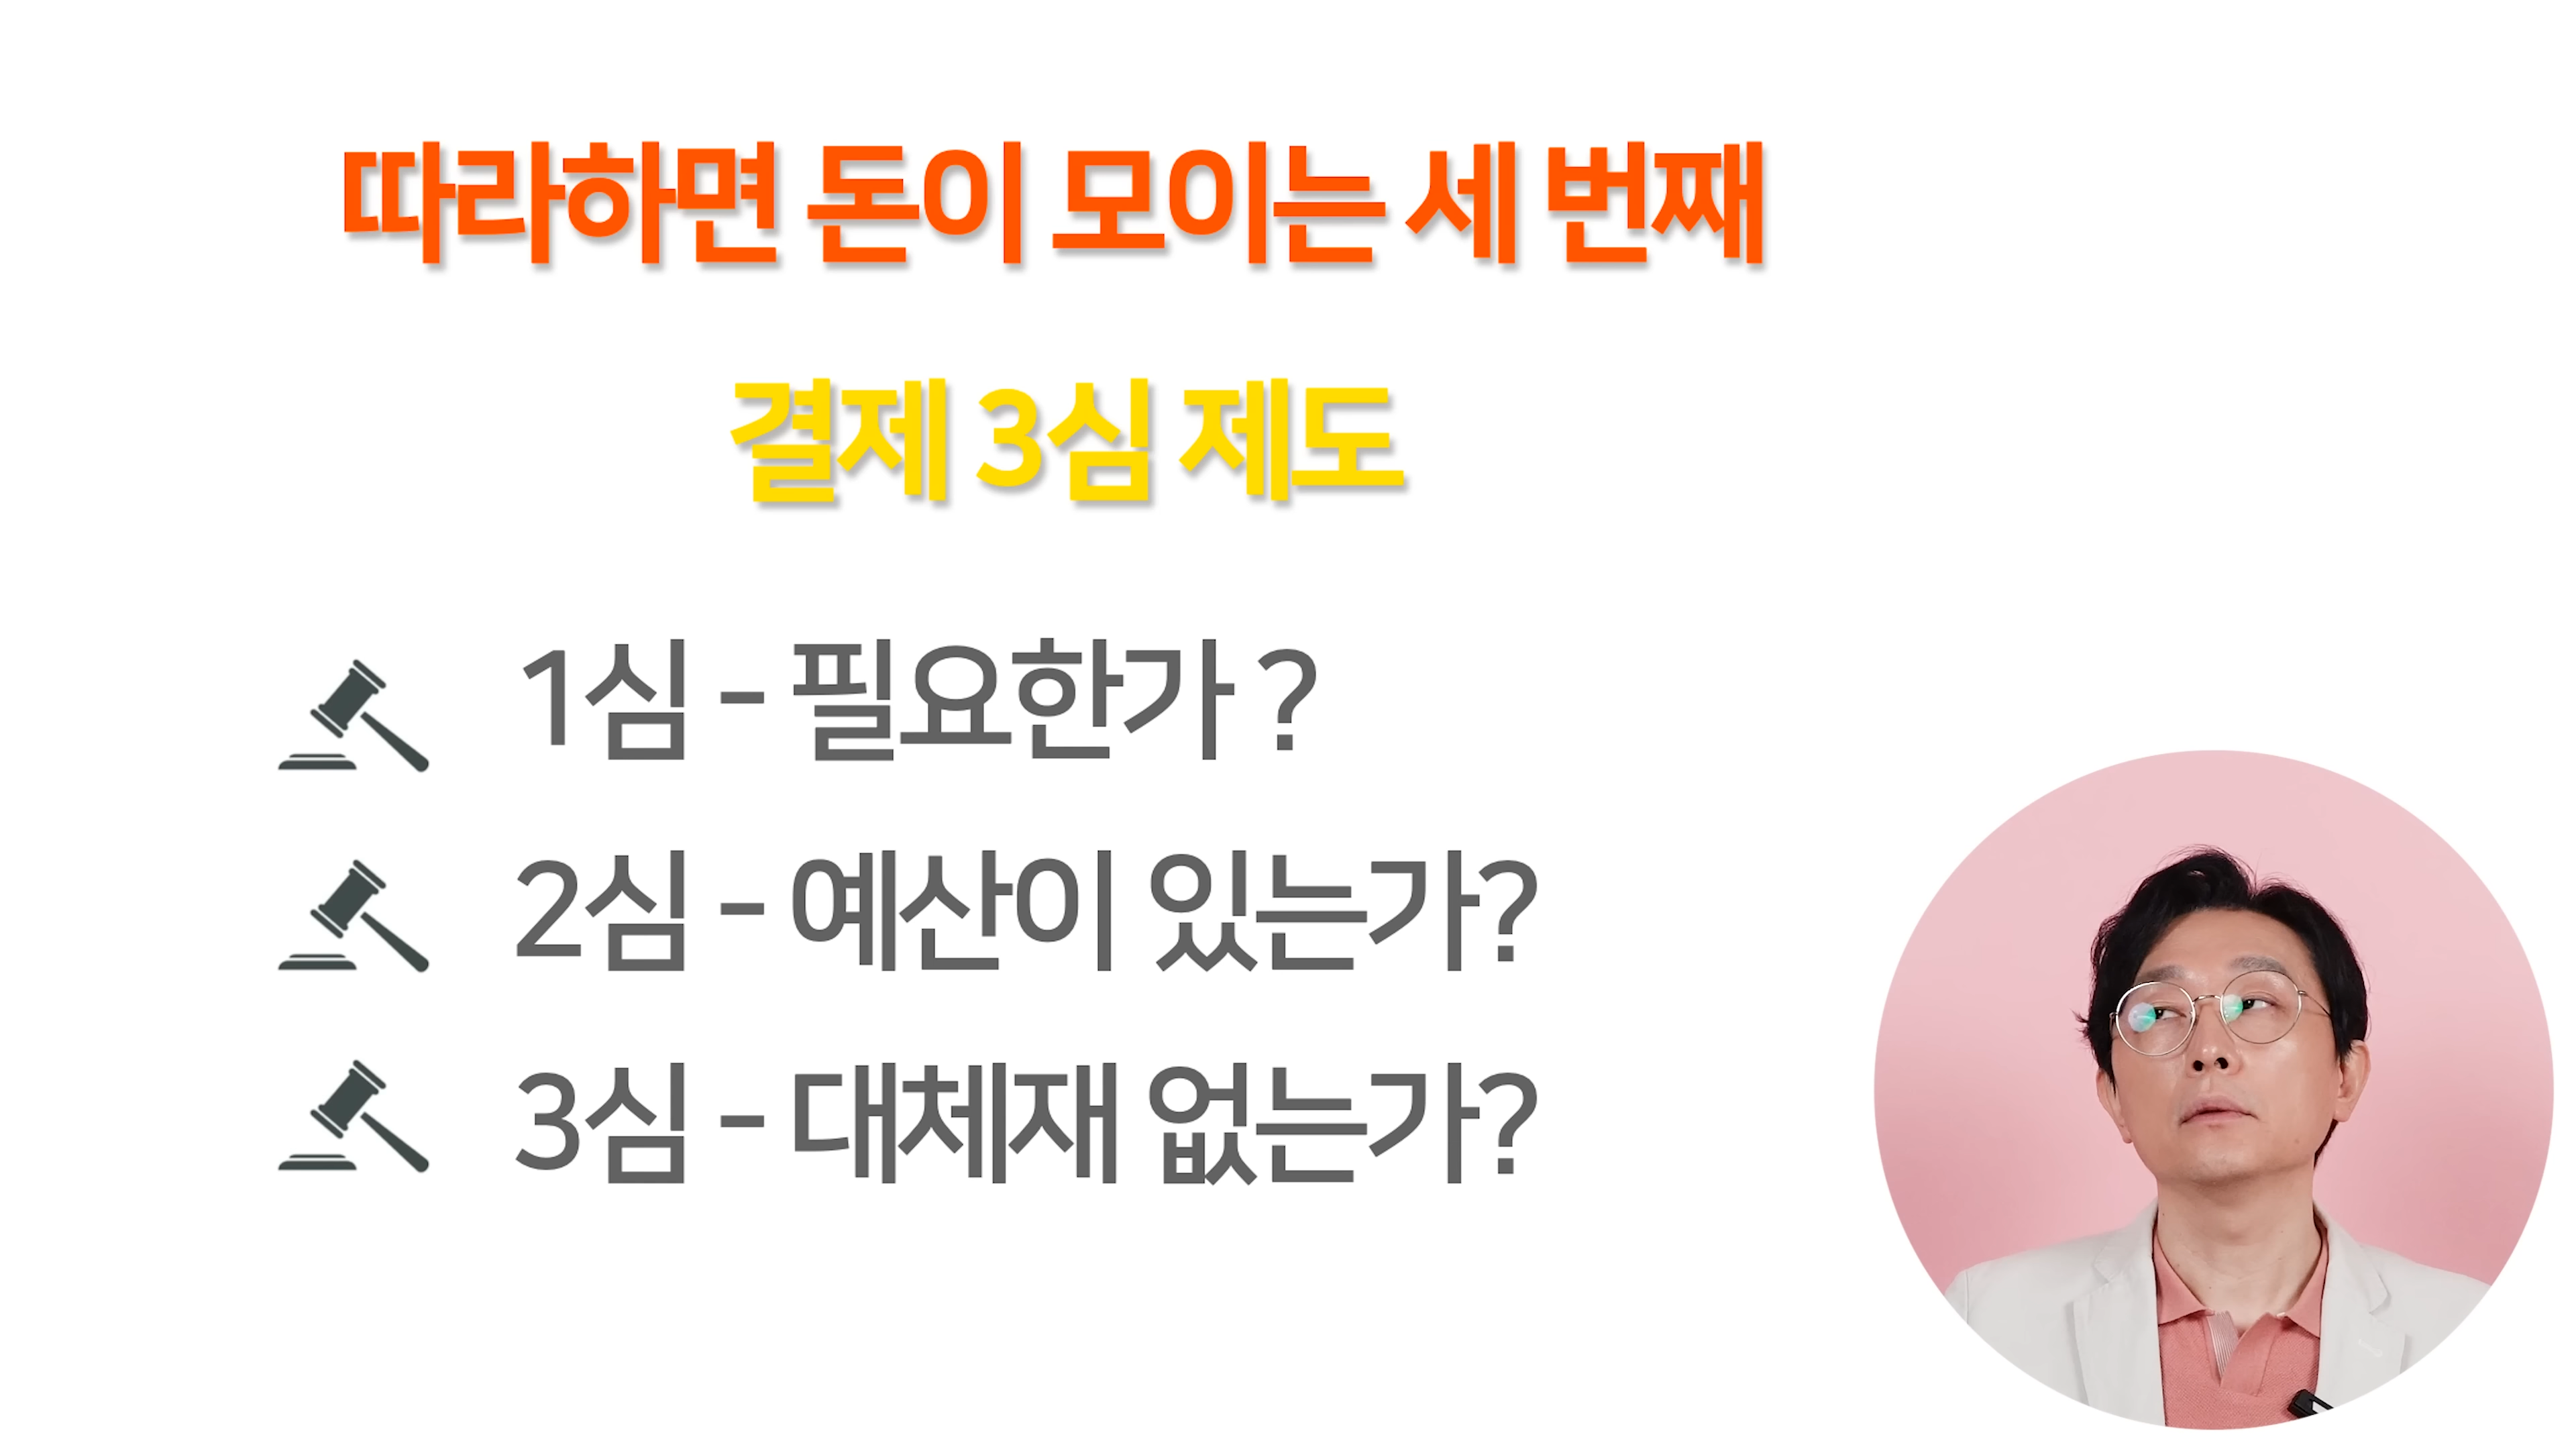 따라하면 돈이 모이는 세 번째
결제 3심 제도
1심 - 필요한가 ?
2심 - 예산이 있는가?
3심 - 대체재 없는가?